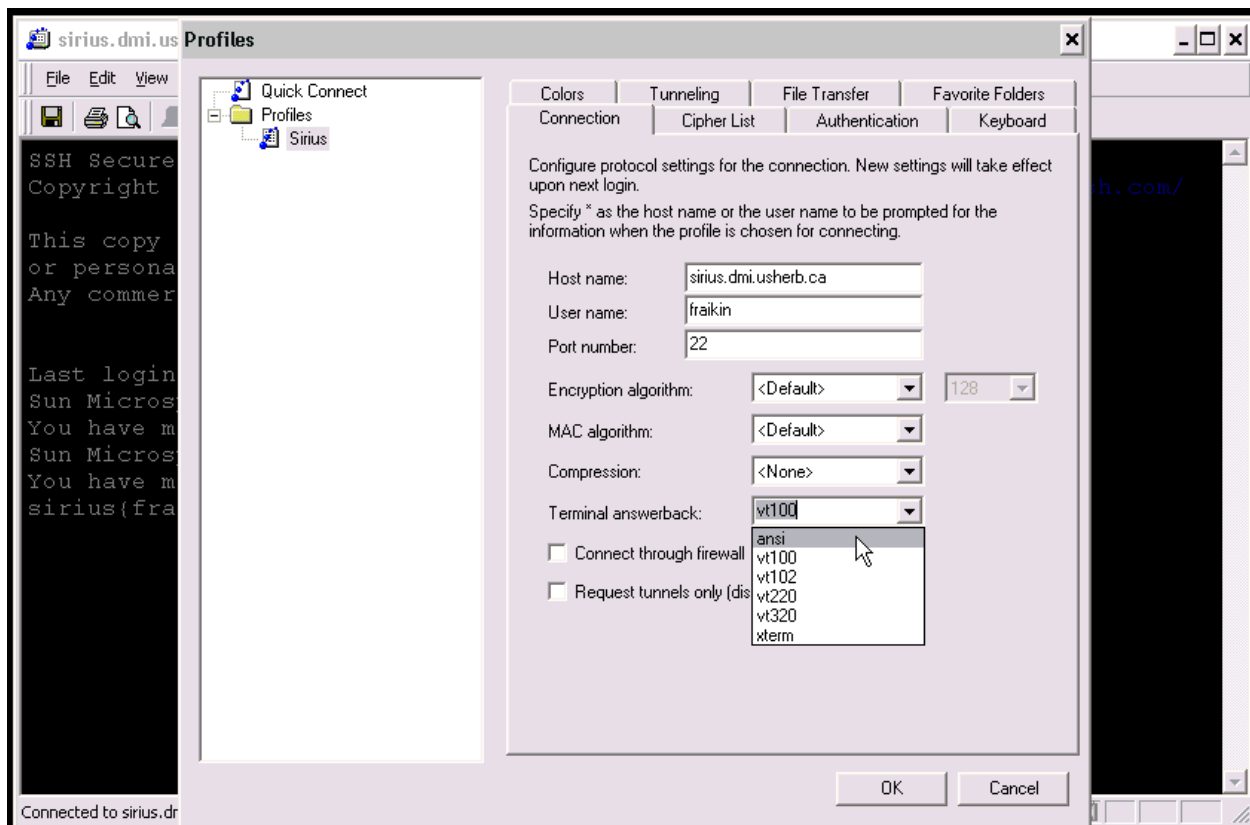 sirius.dmi.us
Profiles
File Edit View
Quick Connect
Profiles
Sirius
Colors Tunneling File Transfer Favorite Folders
Connection Cipher List Authentication Keyboard
Configure protocol settings for the connection. New settings will take effect
upon next login.
Specify * as the host name or the user name to be prompted for the
information when the profile is chosen for connecting.
Host name: sirius.dmi.usherb.ca
User name: fraikin
Port number: 22
Encryption algorithm: <Default> 128
MAC algorithm: <Default>
Compression: <None>
Terminal answerback: vt100
ansi
vt100
vt102
vt220
vt320
xterm
Connect through firewall
Request tunnels only (dis
OK Cancel
SSH Secure
Copyright h.com/
This copy
or persona
Any commer
Last login
Sun Micros
You have m
Sun Micros
You have m
sirius{fra
Connected to sirius.dr